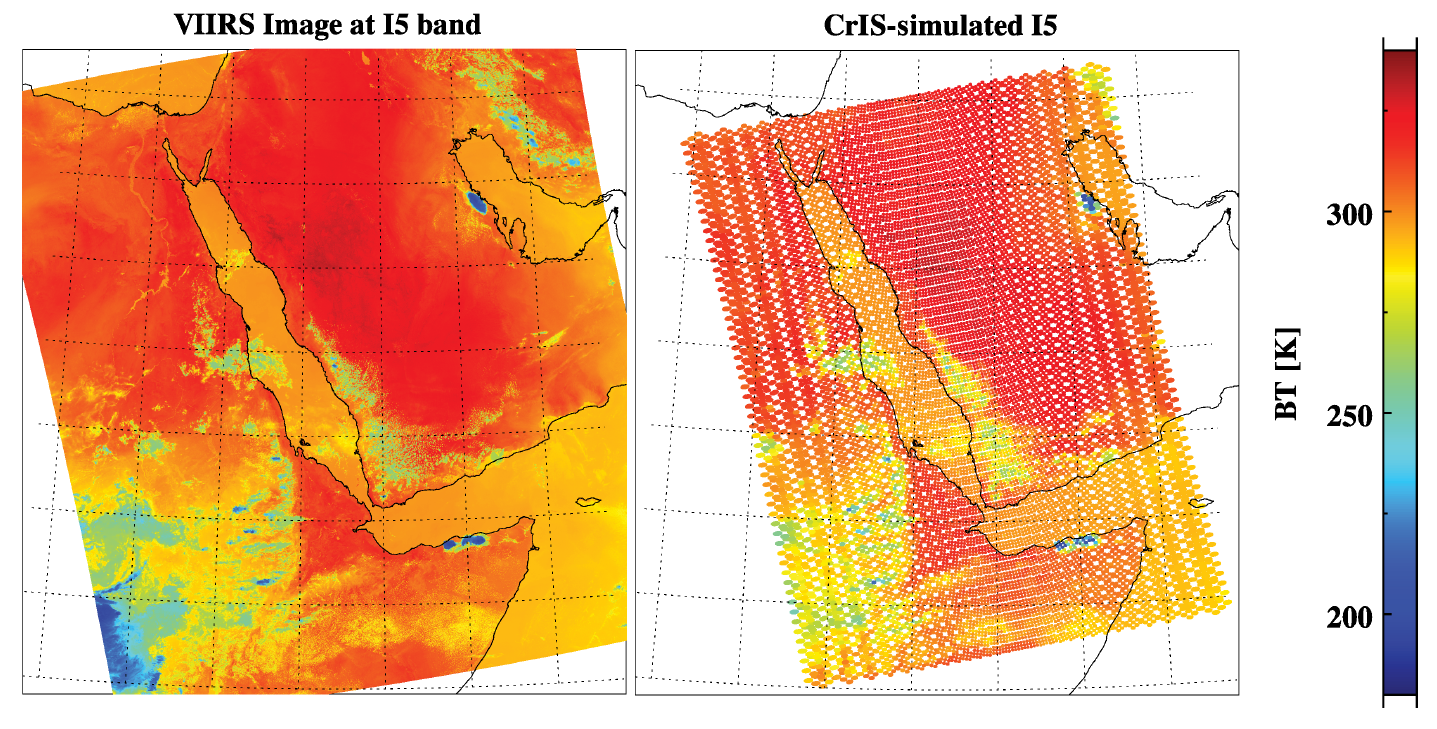 VIIRS Image at I5 band
CrIS-simulated I5
300
250
200
BT [K]